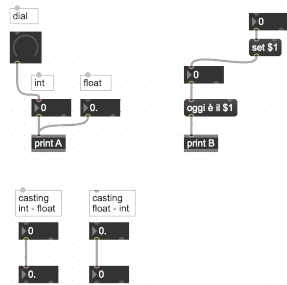 dial
0
set $1
int
float
0
0
0.
oggi è il $1
print A
print B
casting
int - float
casting
float - int
0
0.
0.
0